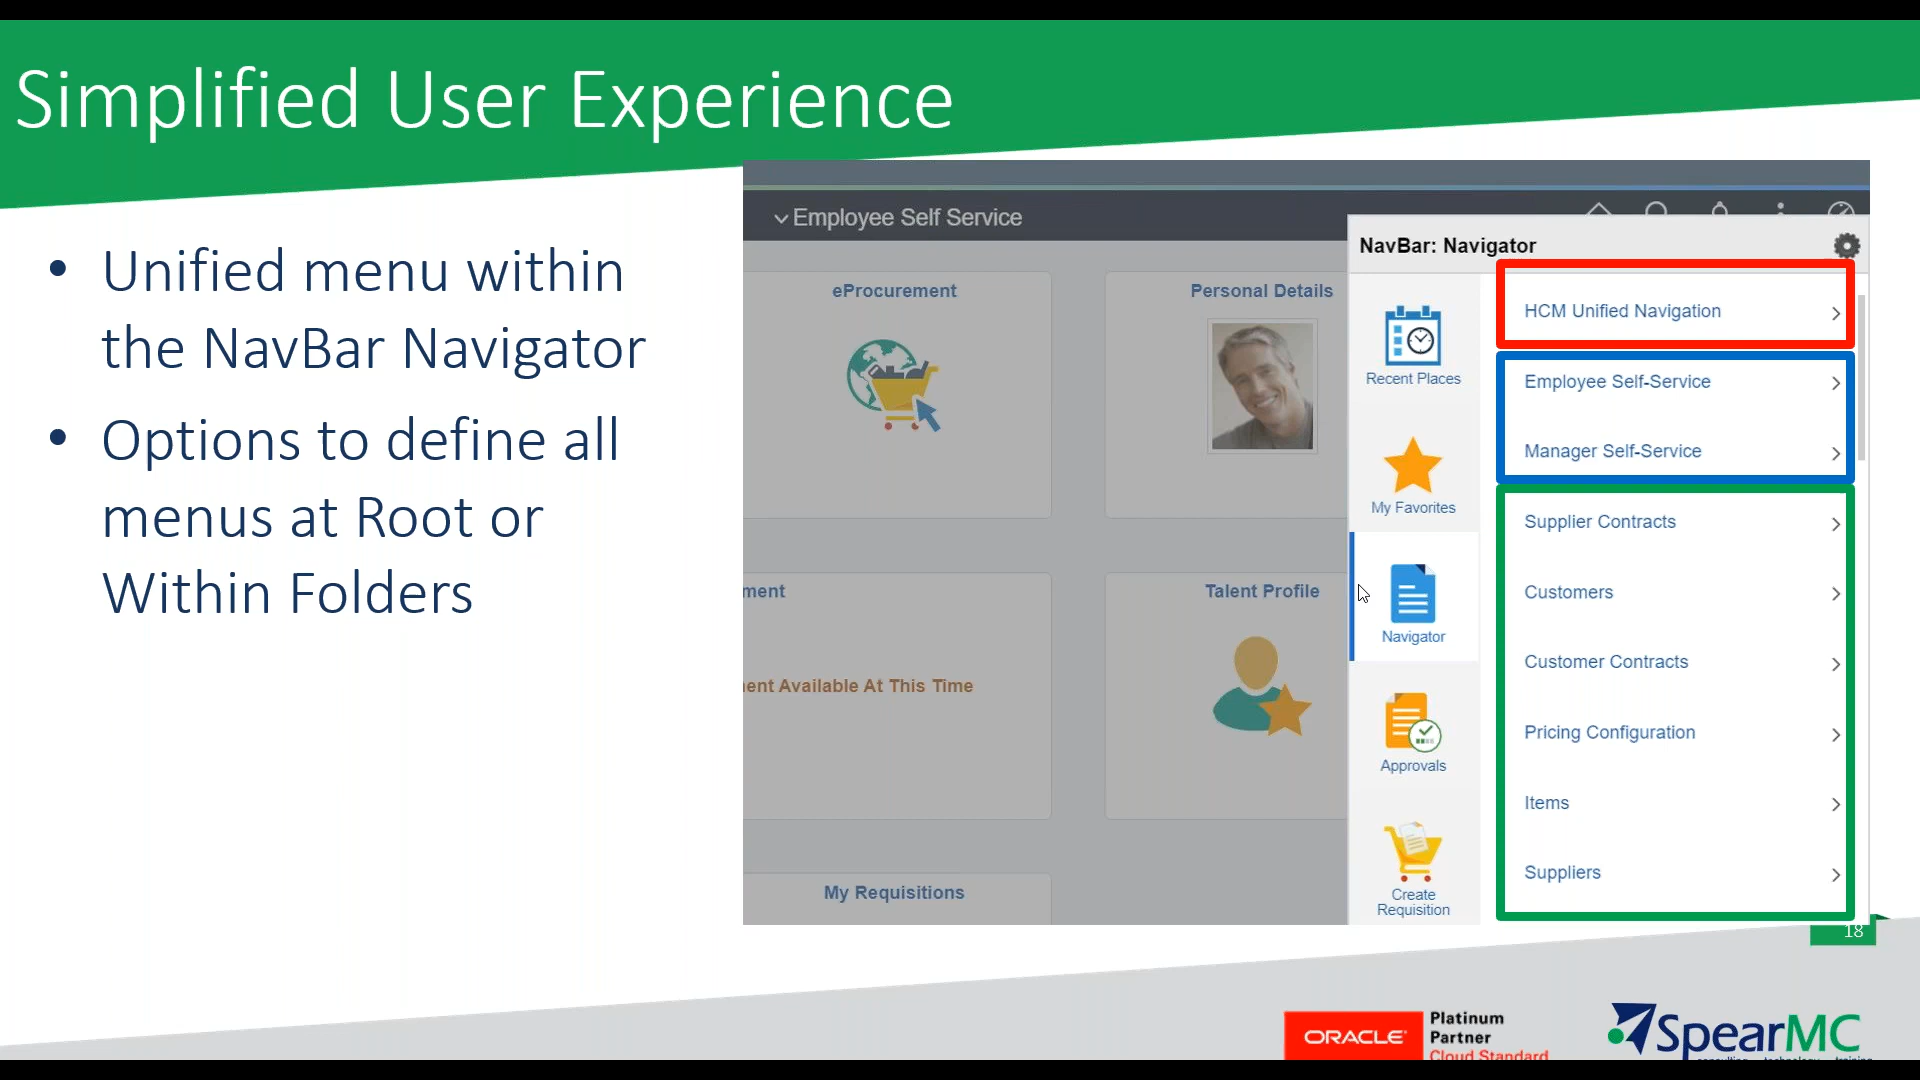 Simplified User Experience
• Unified menu within
the NavBar Navigator
• Options to define all
menus at Root or
Within Folders
Employee Self Service
eProcurement
Personal Details
ment
Talent Profile
ent Available At This Time
My Requisitions
NavBar: Navigator
Recent Places
My Favorites
Navigator
Approvals
Create
Requisition
HCM Unified Navigation
Employee Self-Service
Manager Self-Service
Supplier Contracts
Customers
Customer Contracts
Pricing Configuration
Items
Suppliers
18
ORACLE
Platinum
Partner
Cloud Standard
SpearMC